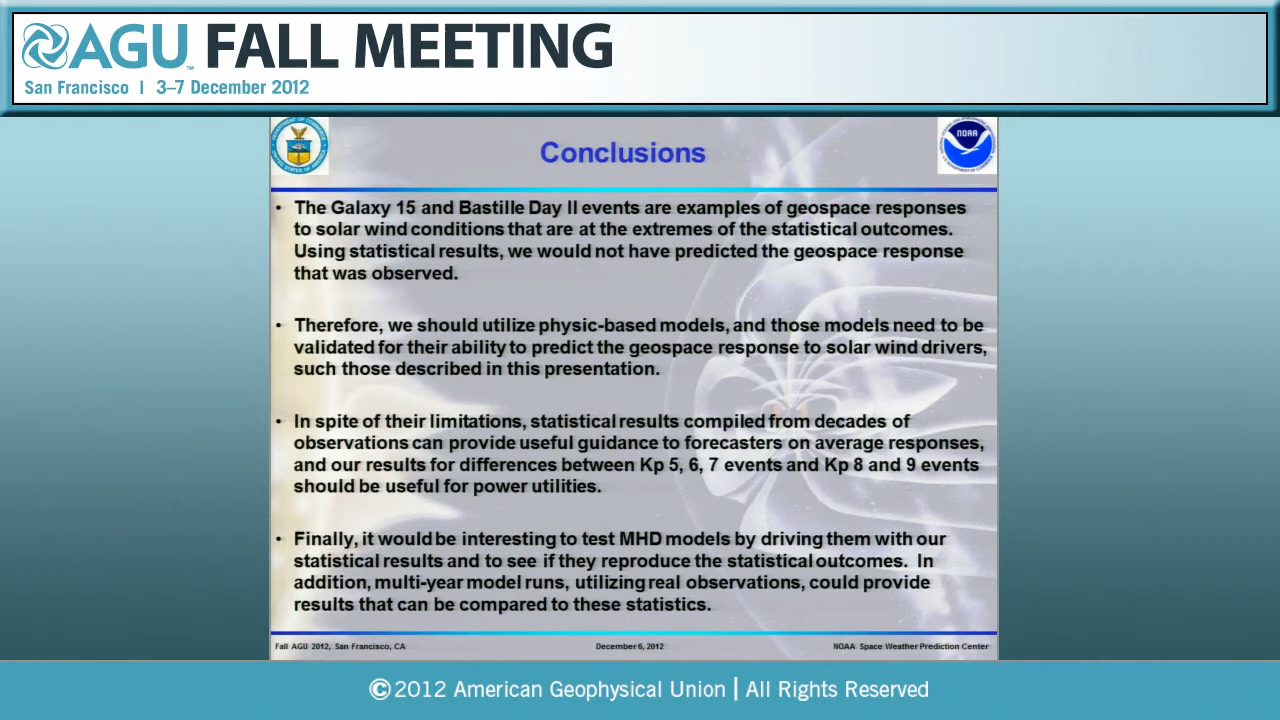 AGU™ FALL MEETING
San Francisco | 3–7 December 2012
NOAA
Conclusions
• The Galaxy 15 and Bastille Day II events are examples of geospace responses
to solar wind conditions that are at the extremes of the statistical outcomes.
Using statistical results, we would not have predicted the geospace response
that was observed.
• Therefore, we should utilize physic-based models, and those models need to be
validated for their ability to predict the geospace response to solar wind drivers,
such those described in this presentation.
• In spite of their limitations, statistical results compiled from decades of
observations can provide useful guidance to forecasters on average responses,
and our results for differences between Kp 5, 6, 7 events and Kp 8 and 9 events
should be useful for power utilities.
• Finally, it would be interesting to test MHD models by driving them with our
statistical results and to see if they reproduce the statistical outcomes. In
addition, multi-year model runs, utilizing real observations, could provide
results that can be compared to these statistics.
Fall AGU 2012, San Francisco, CA December 6, 2012 NOAA Space Weather Prediction Center
©2012 American Geophysical Union | All Rights Reserved